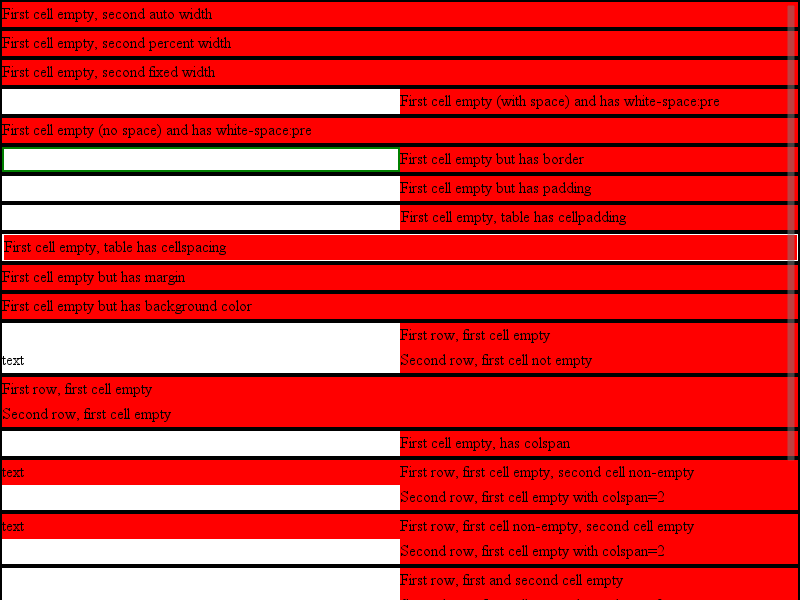 First cell empty, second auto width
First cell empty, second percent width
First cell empty, second fixed width
First cell empty (with space) and has white-space:pre
First cell empty (no space) and has white-space:pre
First cell empty but has border
First cell empty but has padding
First cell empty, table has cellpadding
First cell empty, table has cellspacing
First cell empty but has margin
First cell empty but has background color
First row, first cell empty
text Second row, first cell not empty
First row, first cell empty
Second row, first cell empty
First cell empty, has colspan
text First row, first cell empty, second cell non-empty
Second row, first cell empty with colspan=2
text First row, first cell non-empty, second cell empty
Second row, first cell empty with colspan=2
First row, first and second cell empty